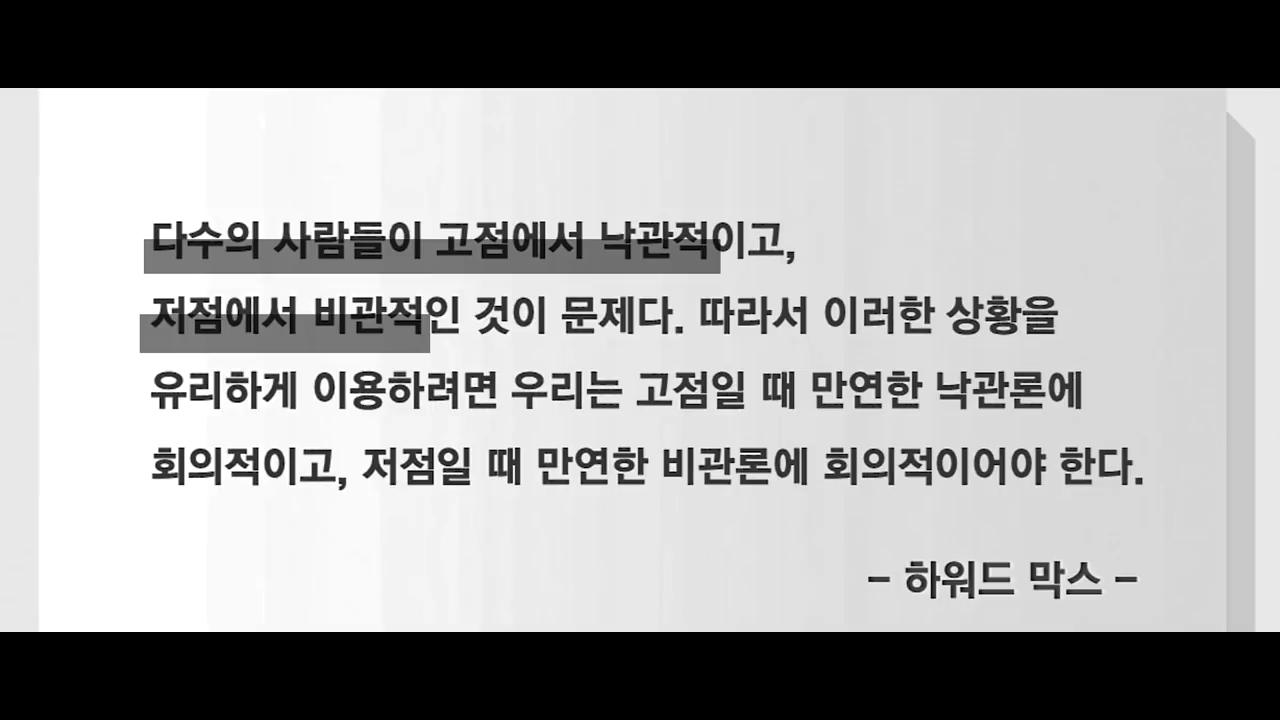 다수의 사람들이 고점에서 낙관적이고,
저점에서 비관적인 것이 문제다. 따라서 이러한 상황을
유리하게 이용하려면 우리는 고점일 때 만연한 낙관론에
회의적이고, 저점일 때 만연한 비관론에 회의적이어야 한다.
- 하워드 막스 -